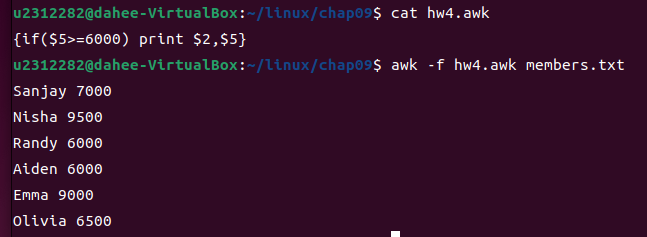 u2312282@dahee-VirtualBox:~/linux/chap09$ cat hw4.awk
{if($5>=6000) print $2,$5}
u2312282@dahee-VirtualBox:~/linux/chap09$ awk -f hw4.awk members.txt
Sanjay 7000
Nisha 9500
Randy 6000
Aiden 6000
Emma 9000
Olivia 6500